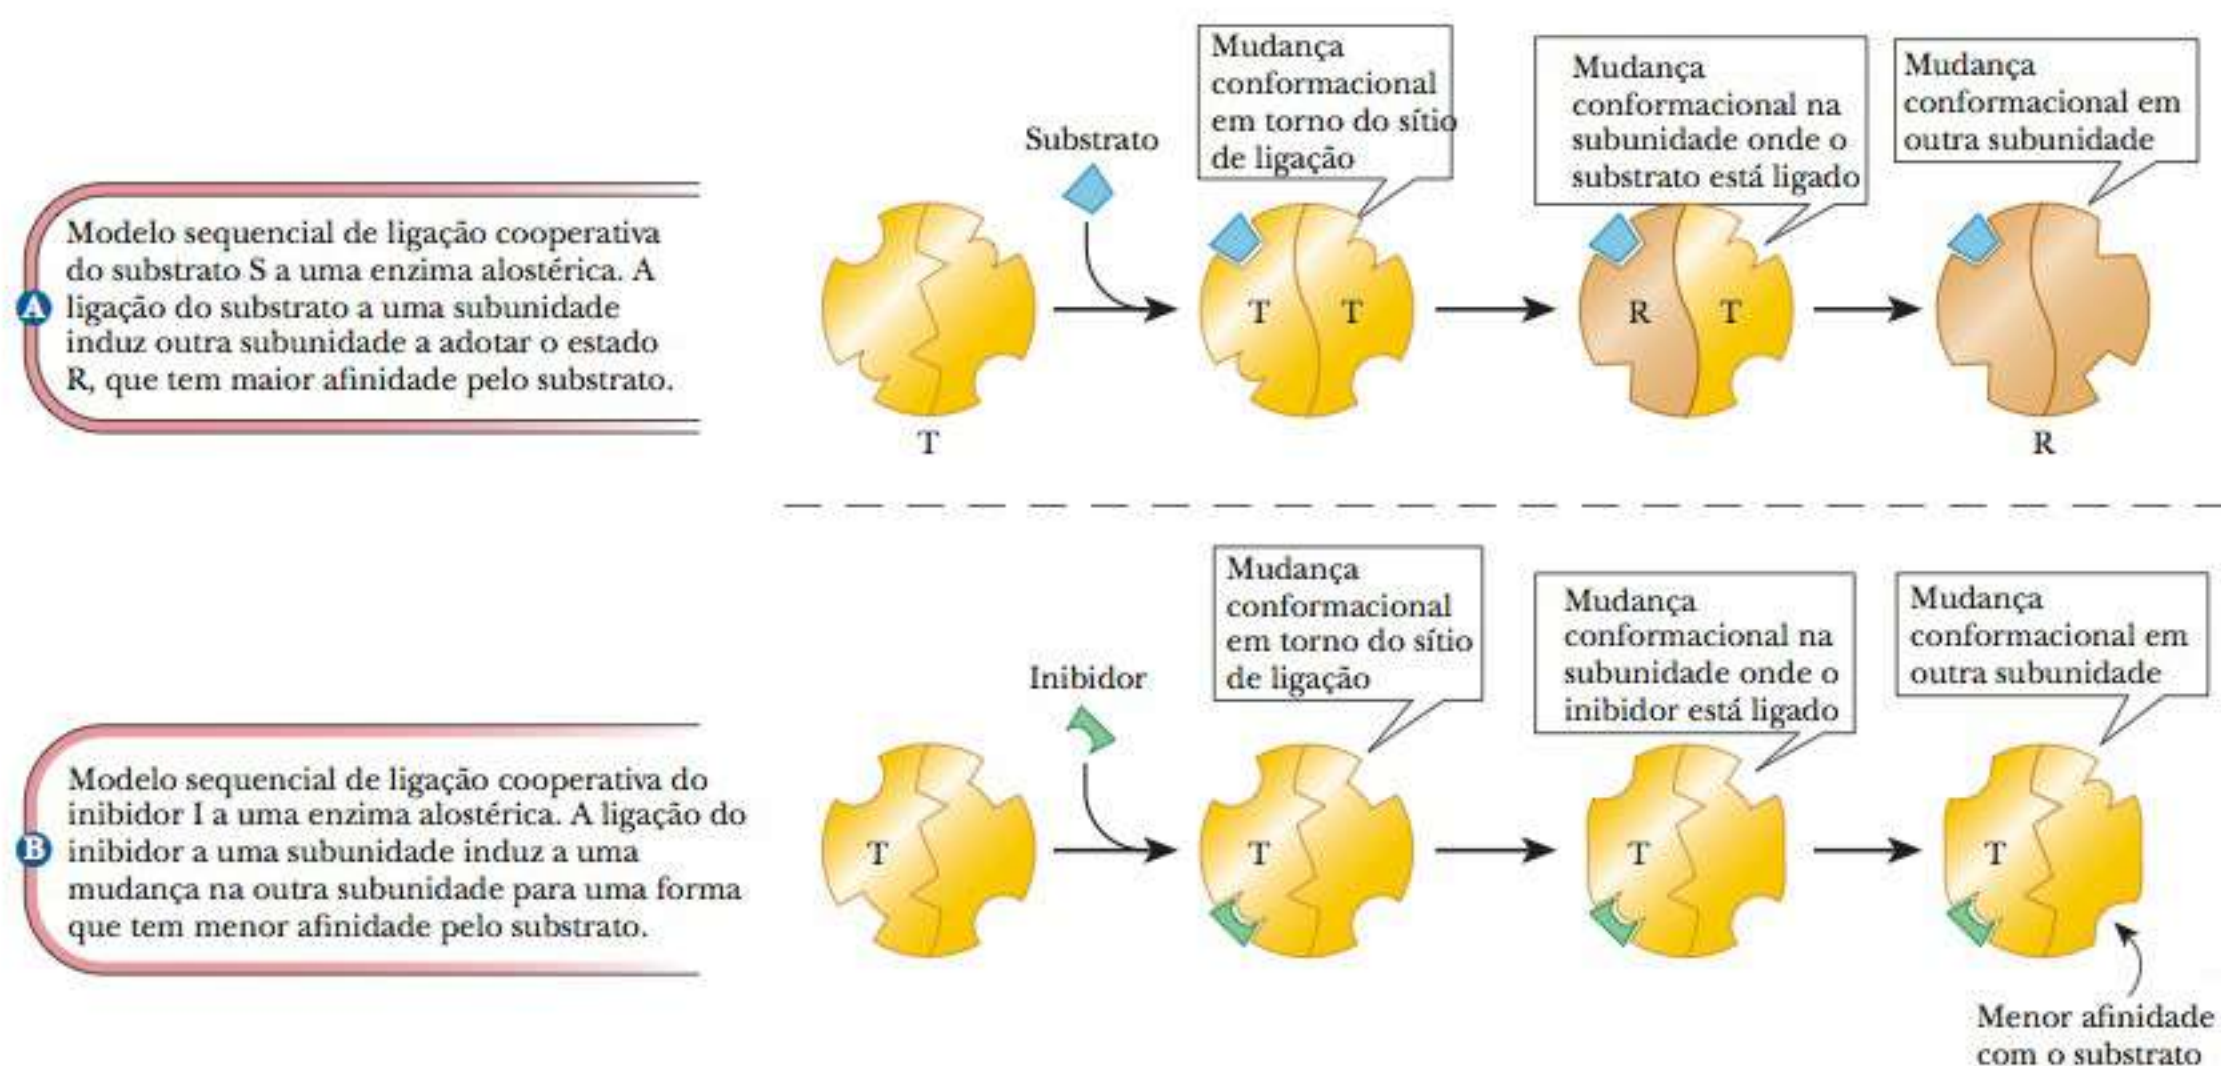 A
Modelo sequencial de ligação cooperativa
do substrato S a uma enzima alostérica. A
ligação do substrato a uma subunidade
induz outra subunidade a adotar o estado
R, que tem maior afinidade pelo substrato.
Substrato
Mudança
conformacional
em torno do sítio
de ligação
Mudança
conformacional na
subunidade onde o
substrato está ligado
Mudança
conformacional em
outra subunidade
T
T T
R T
R
B
Modelo sequencial de ligação cooperativa do
inibidor I a uma enzima alostérica. A ligação do
inibidor a uma subunidade induz a uma
mudança na outra subunidade para uma forma
que tem menor afinidade pelo substrato.
Inibidor
Mudança
conformacional
em torno do sítio
de ligação
Mudança
conformacional na
subunidade onde o
inibidor está ligado
Mudança
conformacional em
outra subunidade
T
T
T
T
Menor afinidade
com o substrato